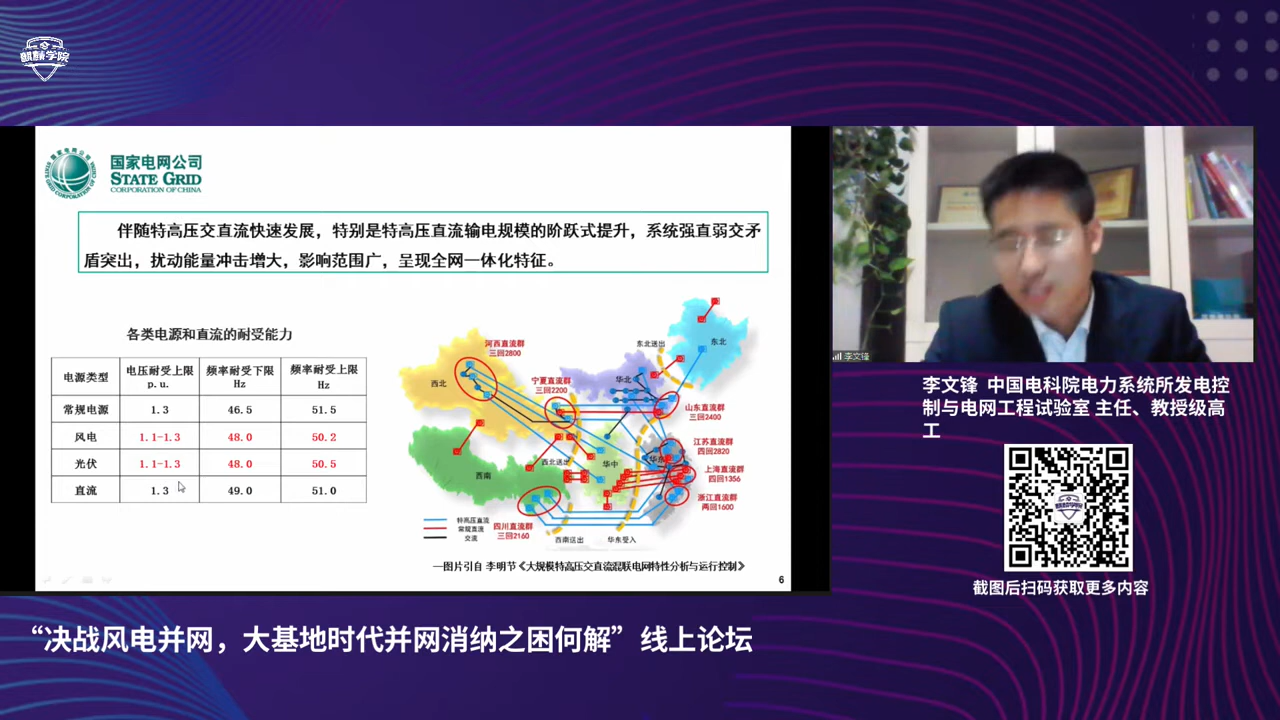 麒麟学院
国家电网公司
STATE GRID
CORPORATION OF CHINA
伴随特高压交直流快速发展，特别是特高压直流输电规模的阶跃式提升，系统强直弱交矛
盾突出，扰动能量冲击增大，影响范围广，呈现全网一体化特征。
各类电源和直流的耐受能力
电源类型 电压耐受上限 p.u. 频率耐受下限 Hz 频率耐受上限 Hz
常规电源 1.3 46.5 51.5
风电 1.1-1.3 48.0 50.2
光伏 1.1-1.3 48.0 50.5
直流 1.3 49.0 51.0
东北送出
东北
河西直流群
三回2800
西北
宁夏直流群
三回2200
华北
山东直流群
三回2400
江苏直流群
四回2820
西北送出
华中
华东
上海直流群
四回1356
西南
浙江直流群
两回1600
特高压直流
常规直流
交流
四川直流群
三回2160
西南送出
华东受入
—图片引自 李明节《大规模特高压交直流混联电网特性分析与运行控制》
6
李文锋
李文锋 中国电科院电力系统所发电控
制与电网工程试验室 主任、教授级高
工
截图后扫码获取更多内容
“决战风电并网，大基地时代并网消纳之困何解”线上论坛